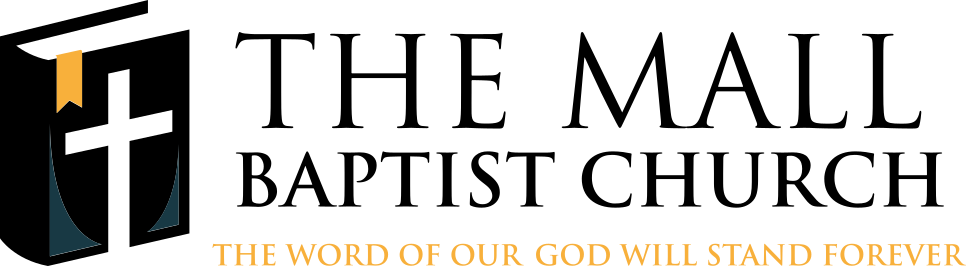 THE MALL
BAPTIST CHURCH
THE WORD OF OUR GOD WILL STAND FOREVER